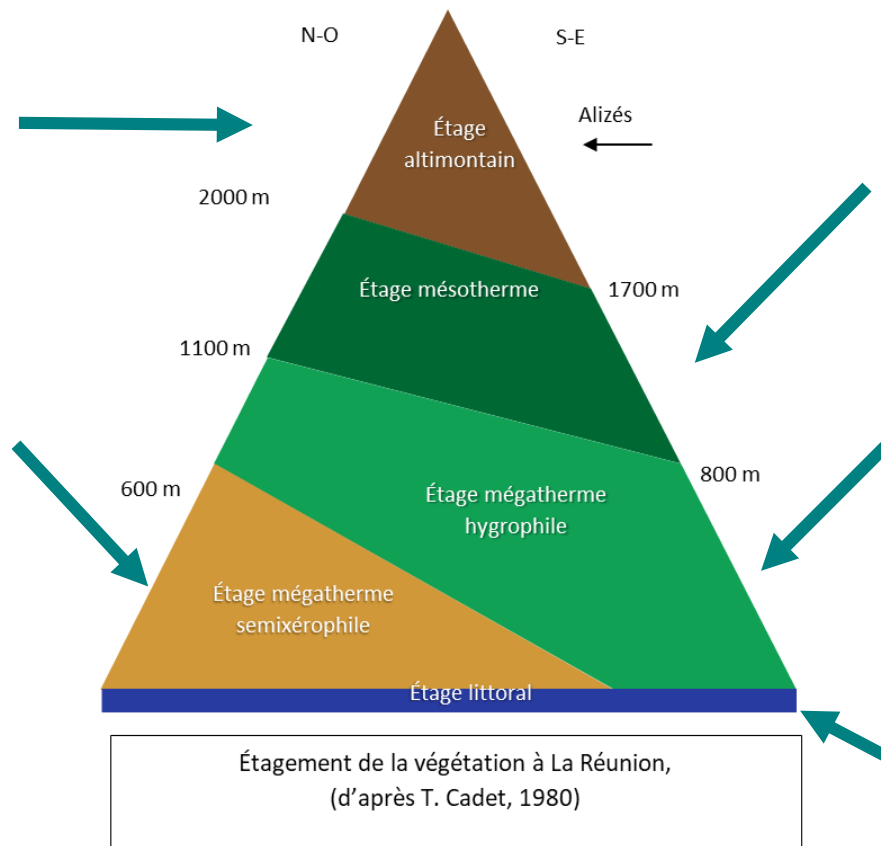 N-O
S-E
Alizés
Étage
altimontain
2000 m
Étage mésotherme
1700 m
1100 m
800 m
600 m
Étage mégatherme
hygrophile
Étage mégatherme
semixérophile
Étage littoral
Étagement de la végétation à La Réunion,
(d'après T. Cadet, 1980)